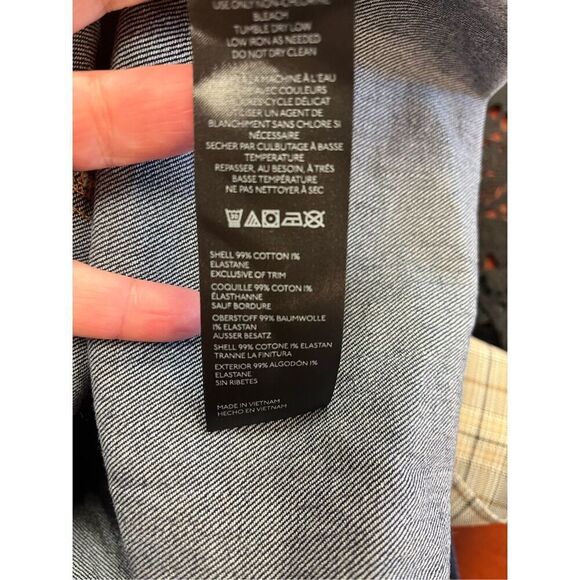 USE ONLY NON-CHLORINE
BLEACH
TUMBLE DRY LOW
LOW IRON AS NEEDED
DO NOT DRY CLEAN
À LA MACHINE À L'EAU
AVEC COULEURS
CYCLE DÉLICAT
UTILISER UN AGENT DE
BLANCHIMENT SANS CHLORE SI
NÉCESSAIRE
SECHER PAR CULBUTAGE À BASSE
TEMPERATURE
REPASSER, AU BESOIN, À TRÈS
BASSE TEMPÉRATURE
NE PAS NETTOYER À SEC
30
SHELL 99% COTTON 1%
ELASTANE
EXCLUSIVE OF TRIM
COQUILLE 99% COTON 1%
ÉLASTHANNE
SAUF BORDURE
OBERSTOFF 99% BAUMWOLLE
1% ELASTAN
AUSSER BESATZ
SHELL 99% COTONE 1% ELASTAN
TRANNE LA FINITURA
EXTERIOR 99% ALGODÓN 1%
ELASTANE
SIN RIBETES
MADE IN VIETNAM
HECHO EN VIETNAM